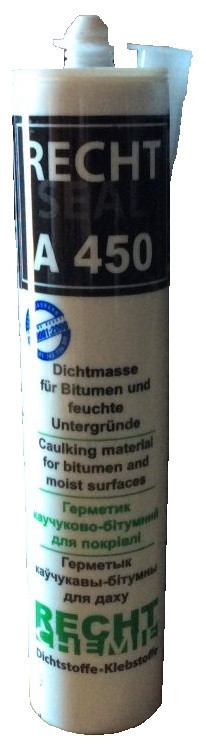 RECHT
SEAL
A 450
Dichtmasse
für Bitumen und
feuchte
Untergründe
Caulking material
for bitumen and
moist surfaces
Герметик
каучуково-бітумний
для покрівлі
Герметык
каўчукавы-бітумны
для даху
RECHT
CHEMIE
Dichtstoffe-Klebstoffe